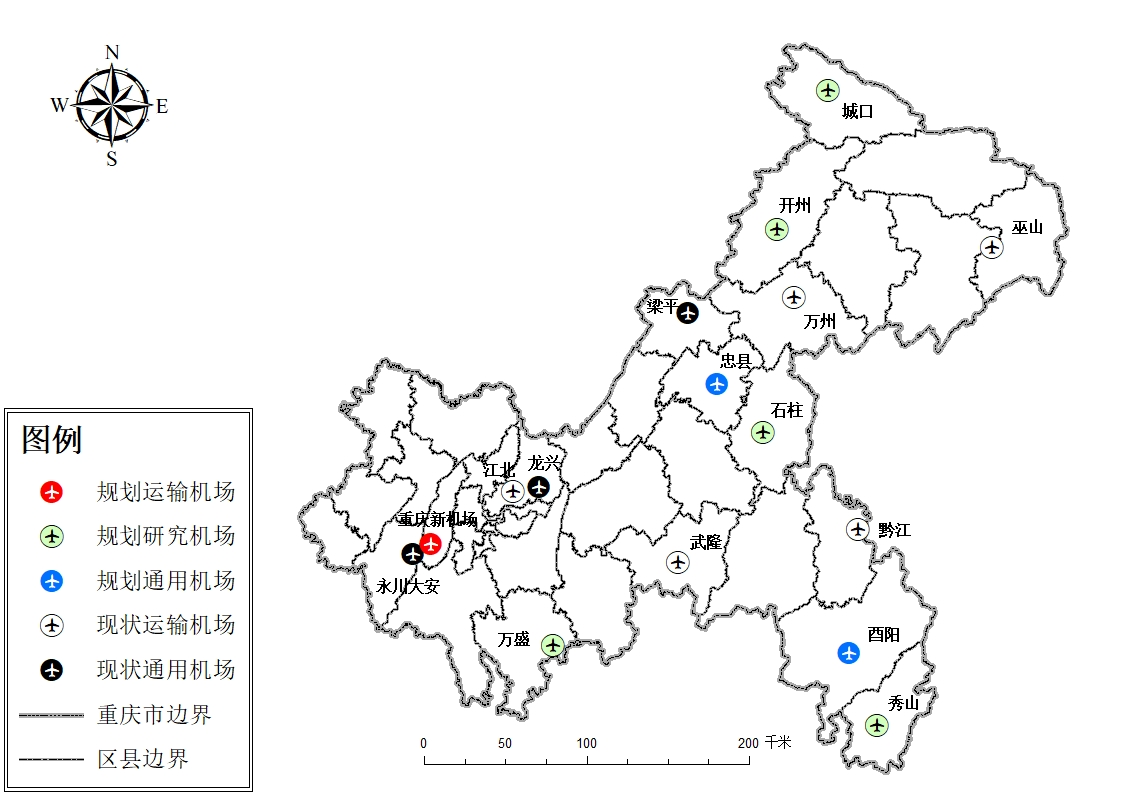 N
W
E
S
城口
开州
巫山
梁平
万州
忠县
石柱
江北
龙兴
重庆新机场
永川大安
武隆
黔江
万盛
酉阳
秀山
图例
规划运输机场
规划研究机场
规划通用机场
现状运输机场
现状通用机场
重庆市边界
区县边界
0
50
100
200 千米